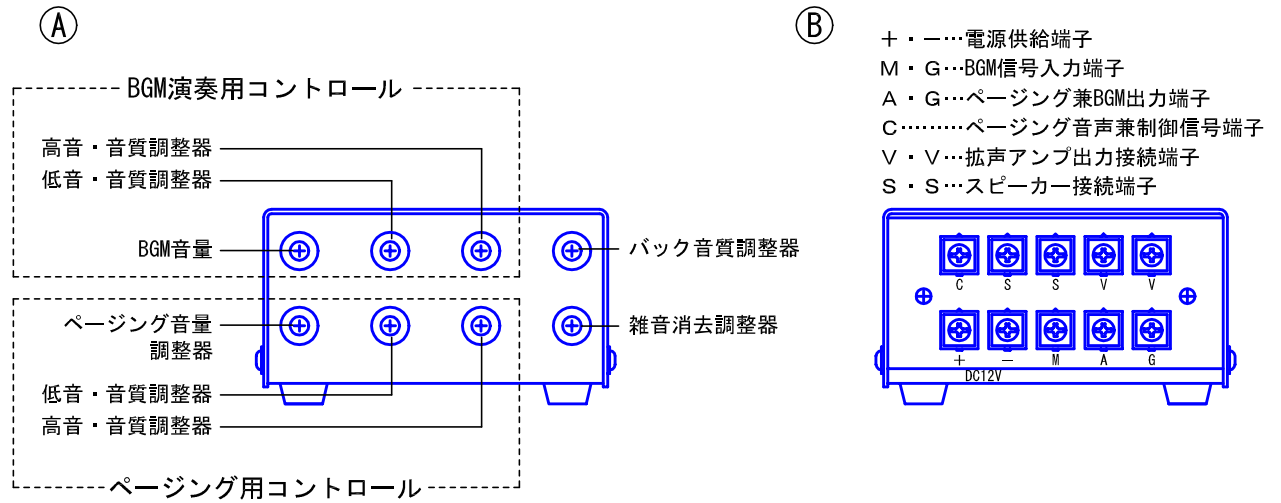 Ⓐ
BGM演奏用コントロール
高音・音質調整器
低音・音質調整器
BGM音量
バック音質調整器
ページング音量
調整器
雑音消去調整器
低音・音質調整器
高音・音質調整器
ページング用コントロール
Ⓑ
＋・－…電源供給端子
M・G…BGM信号入力端子
A・G…ページング兼BGM出力端子
C………ページング音声兼制御信号端子
V・V…拡声アンプ出力接続端子
S・S…スピーカー接続端子
C S S V V
＋ － M A G
DC12V